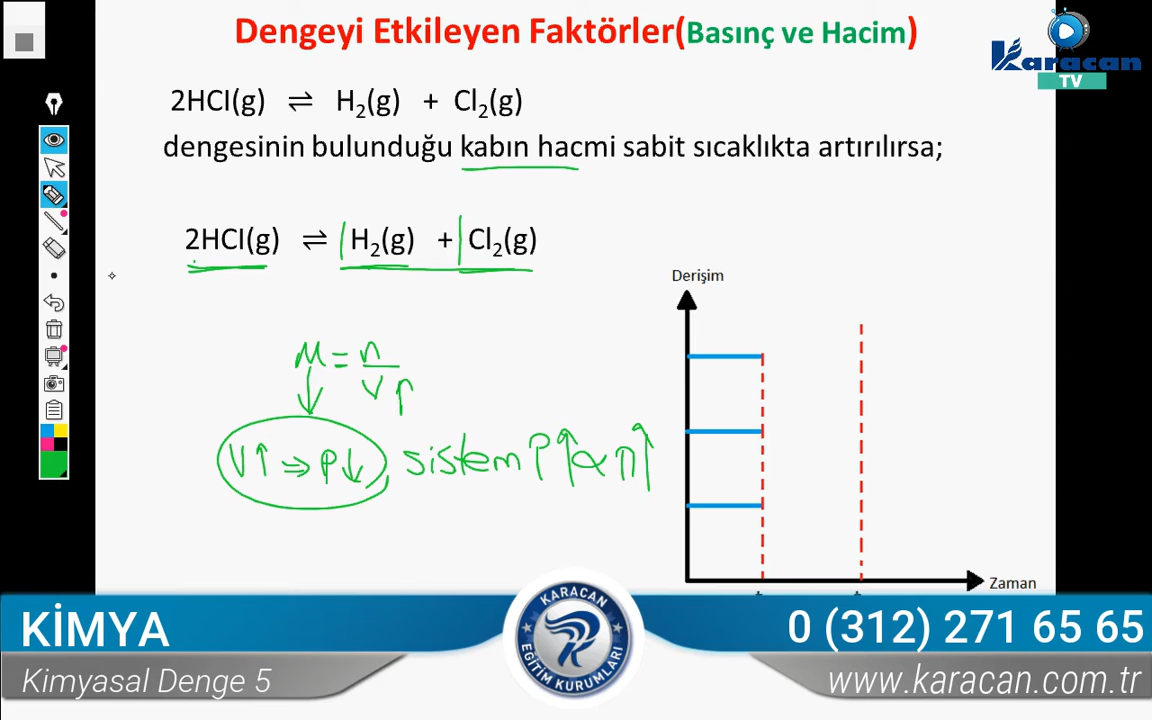 Dengeyi Etkileyen Faktörler(Basınç ve Hacim)
Karacan
TV
2HCI(g) ⇌ H₂(g) + Cl₂(g)
dengesinin bulunduğu kabın hacmi sabit sıcaklıkta artırılırsa;
2HCI(g) ⇌ H₂(g) + Cl₂(g)
Derişim
M = n/V ↑
V↑ ⇒ P↓, sistem P↑ ∝ n↑
Zaman
KARACAN
EĞİTİM KURUMLARI
KİMYA
0 (312) 271 65 65
Kimyasal Denge 5
www.karacan.com.tr